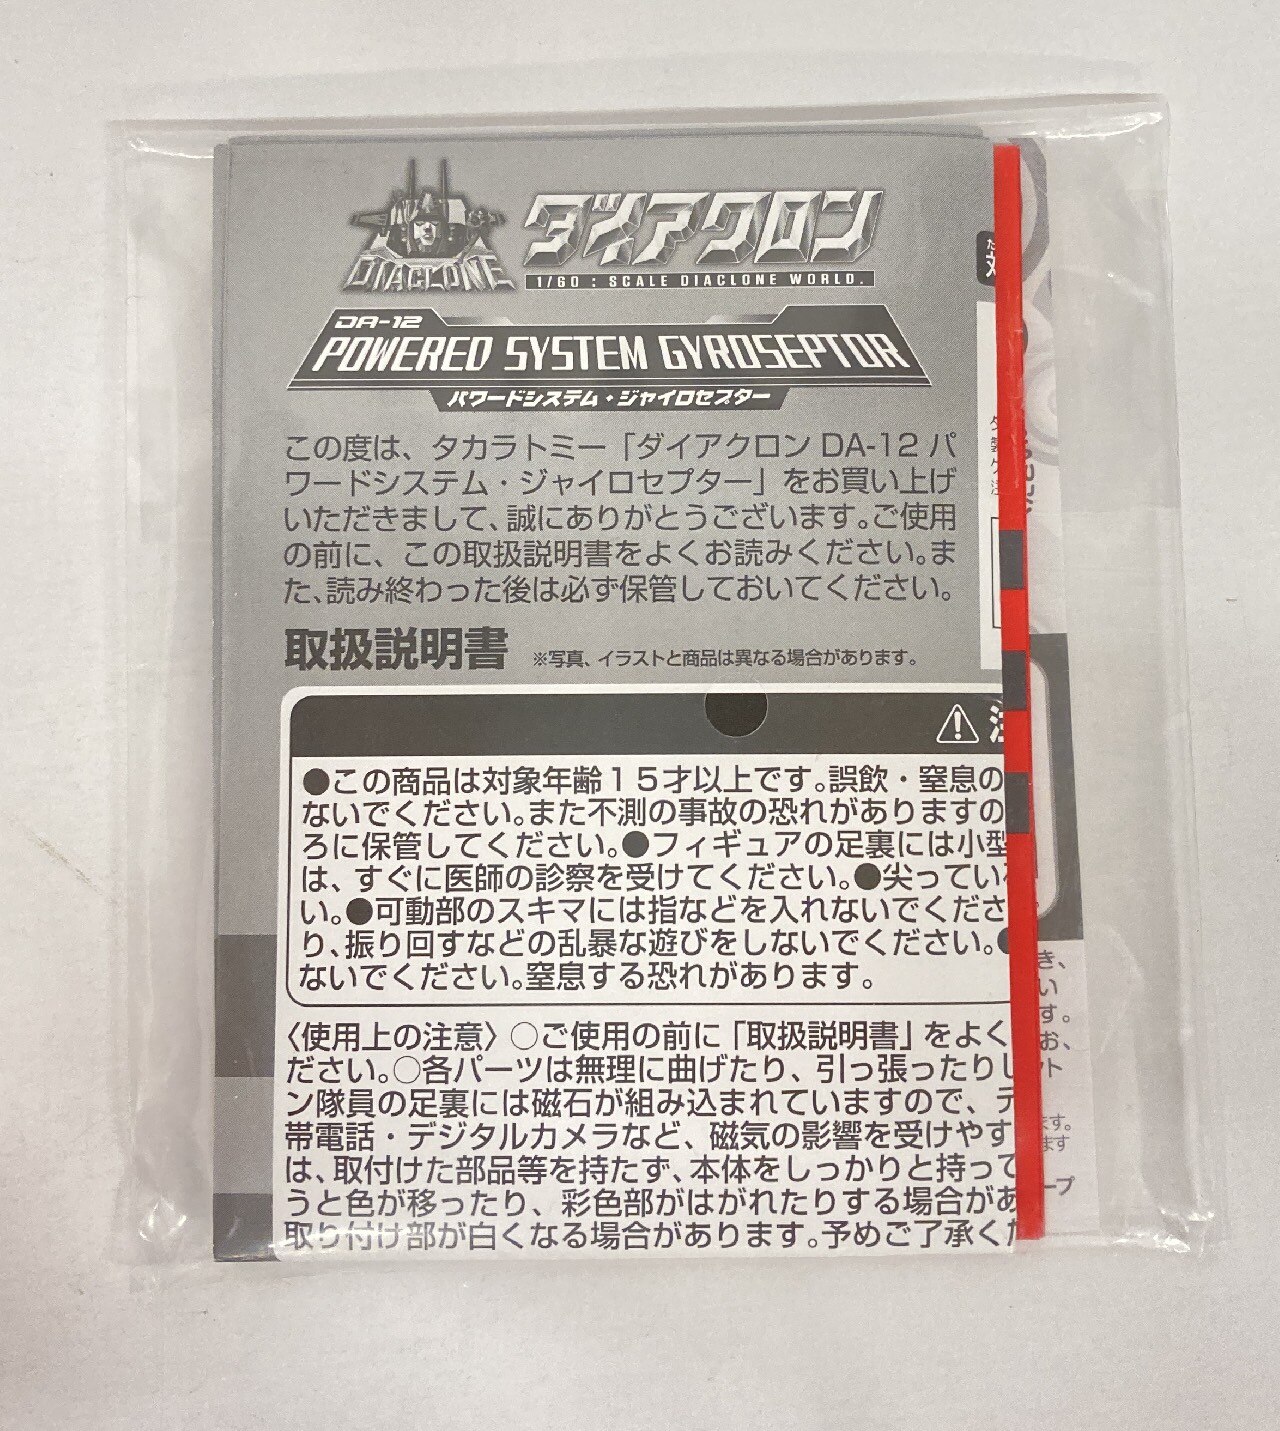 DIACLONE
ダイアクロン
1/60 : SCALE DIACLONE WORLD.
DA-12
POWERED SYSTEM GYROSEPTOR
パワードシステム・ジャイロセプター
この度は、タカラトミー「ダイアクロン DA-12 パ
ワードシステム・ジャイロセプター」をお買い上げ
いただきまして、誠にありがとうございます。ご使用
の前に、この取扱説明書をよくお読みください。ま
た、読み終わった後は必ず保管しておいてください。
取扱説明書 ※写真、イラストと商品は異なる場合があります。
●この商品は対象年齢15才以上です。誤飲・窒息の
ないでください。また不測の事故の恐れがありますの
ろに保管してください。●フィギュアの足裏には小型
は、すぐに医師の診察を受けてください。●尖ってい
い。●可動部のスキマには指などを入れないでくださ
り、振り回すなどの乱暴な遊びをしないでください。●
ないでください。窒息する恐れがあります。
〈使用上の注意〉○ご使用の前に「取扱説明書」をよく
ださい。○各パーツは無理に曲げたり、引っ張ったりし
ン隊員の足裏には磁石が組み込まれていますので、テ
帯電話・デジタルカメラなど、磁気の影響を受けやす
は、取付けた部品等を持たず、本体をしっかりと持って
うと色が移ったり、彩色部がはがれたりする場合があ
取り付け部が白くなる場合があります。予めご了承くだ
き、
い
す。
お、
ット
ます。
ます
ープ